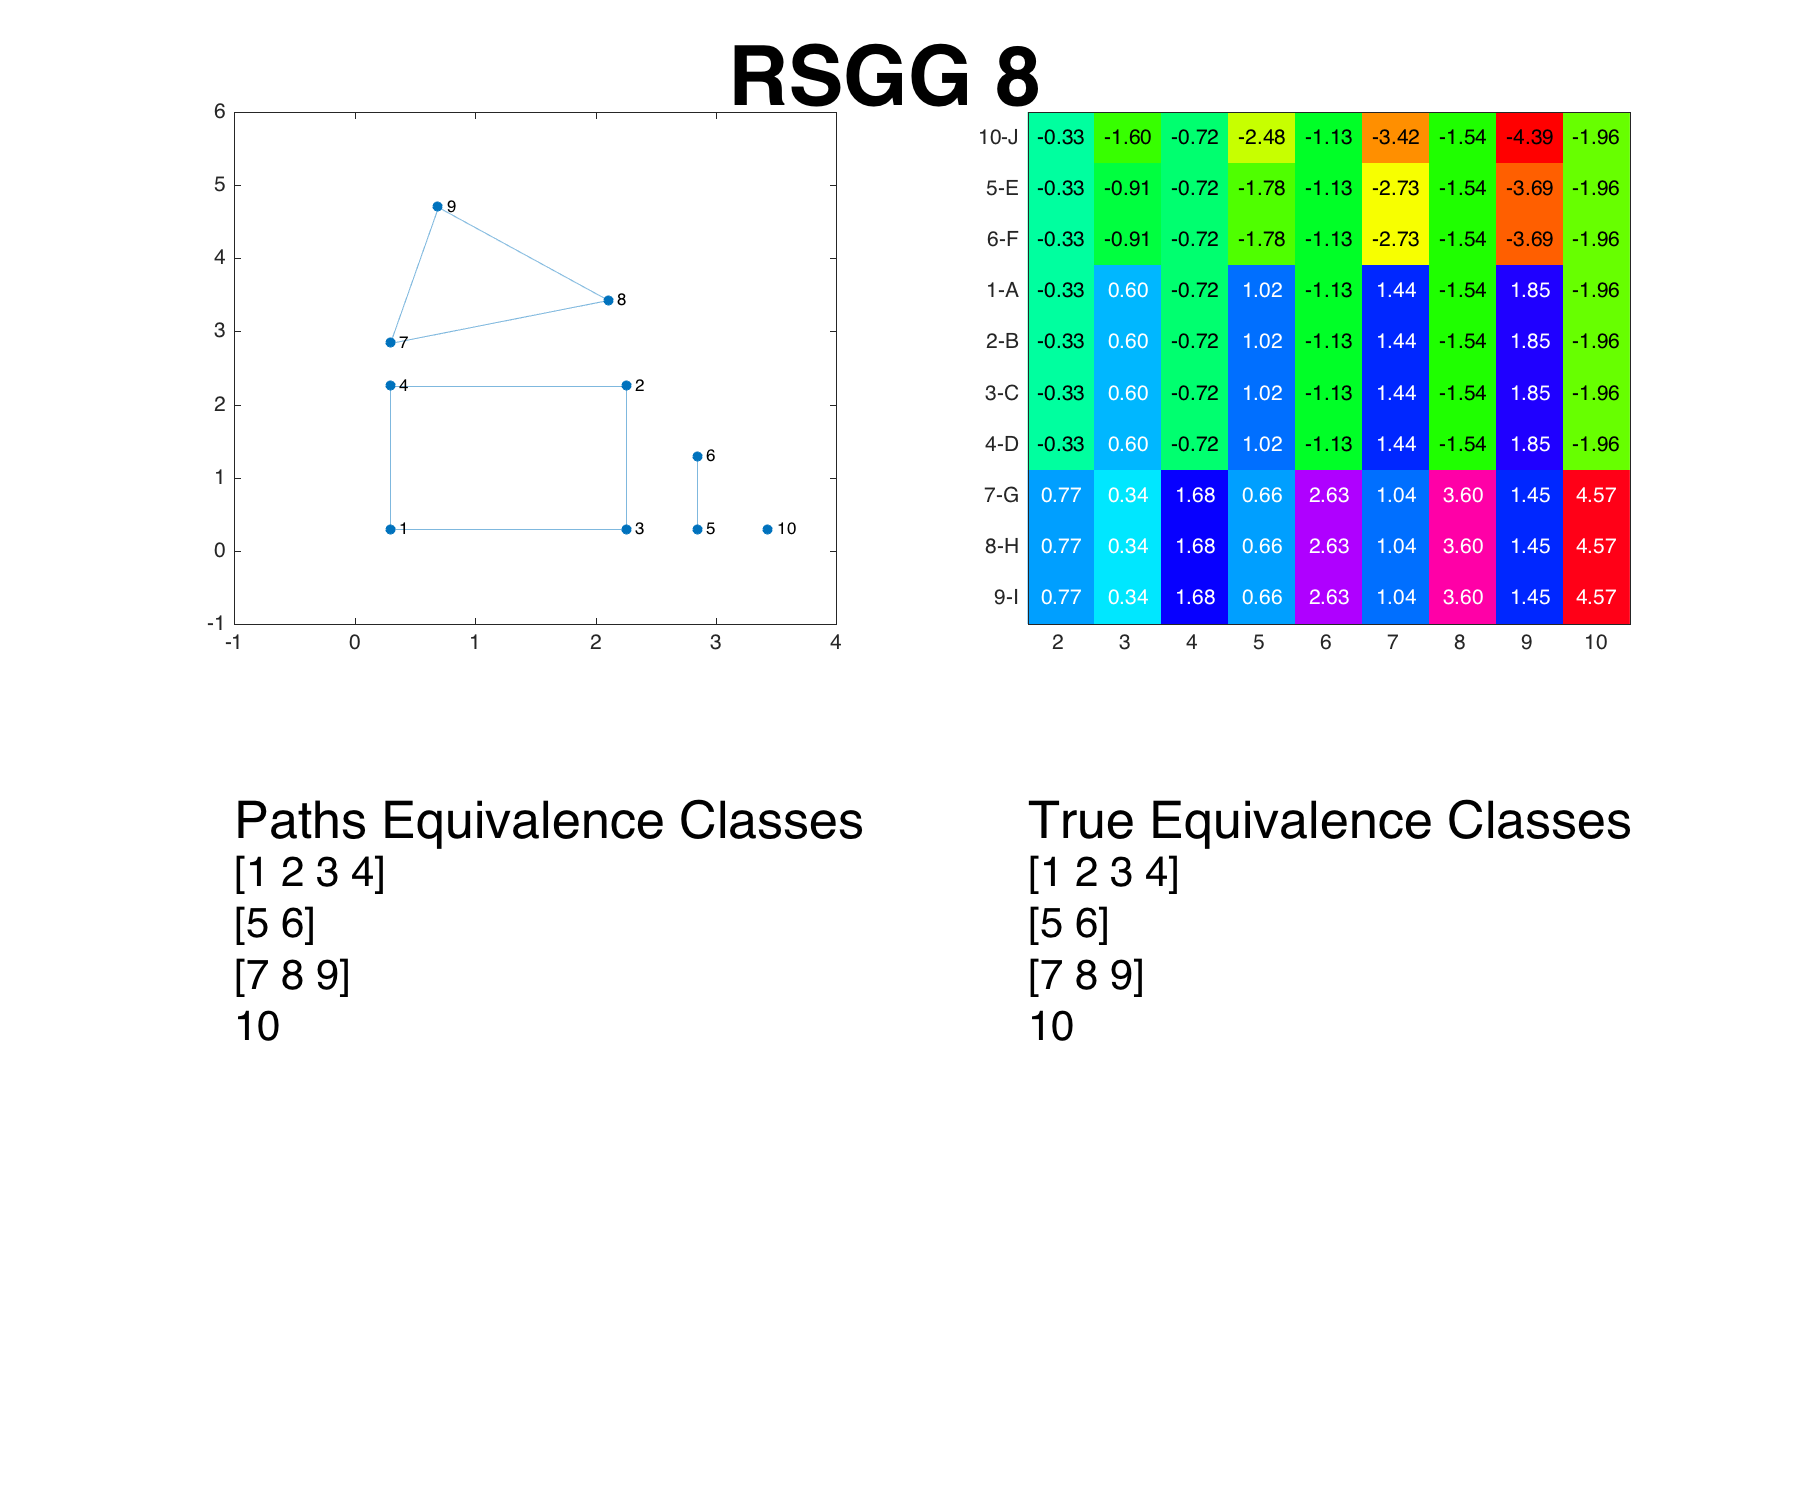 RSGG 8
6
5
4
3
2
1
0
-1
-1 0 1 2 3 4
9
8
7
4 2
6
1 3 5 10
10-J -0.33 -1.60 -0.72 -2.48 -1.13 -3.42 -1.54 -4.39 -1.96
5-E -0.33 -0.91 -0.72 -1.78 -1.13 -2.73 -1.54 -3.69 -1.96
6-F -0.33 -0.91 -0.72 -1.78 -1.13 -2.73 -1.54 -3.69 -1.96
1-A -0.33 0.60 -0.72 1.02 -1.13 1.44 -1.54 1.85 -1.96
2-B -0.33 0.60 -0.72 1.02 -1.13 1.44 -1.54 1.85 -1.96
3-C -0.33 0.60 -0.72 1.02 -1.13 1.44 -1.54 1.85 -1.96
4-D -0.33 0.60 -0.72 1.02 -1.13 1.44 -1.54 1.85 -1.96
7-G 0.77 0.34 1.68 0.66 2.63 1.04 3.60 1.45 4.57
8-H 0.77 0.34 1.68 0.66 2.63 1.04 3.60 1.45 4.57
9-I 0.77 0.34 1.68 0.66 2.63 1.04 3.60 1.45 4.57
2 3 4 5 6 7 8 9 10
Paths Equivalence Classes
[1 2 3 4]
[5 6]
[7 8 9]
10
True Equivalence Classes
[1 2 3 4]
[5 6]
[7 8 9]
10